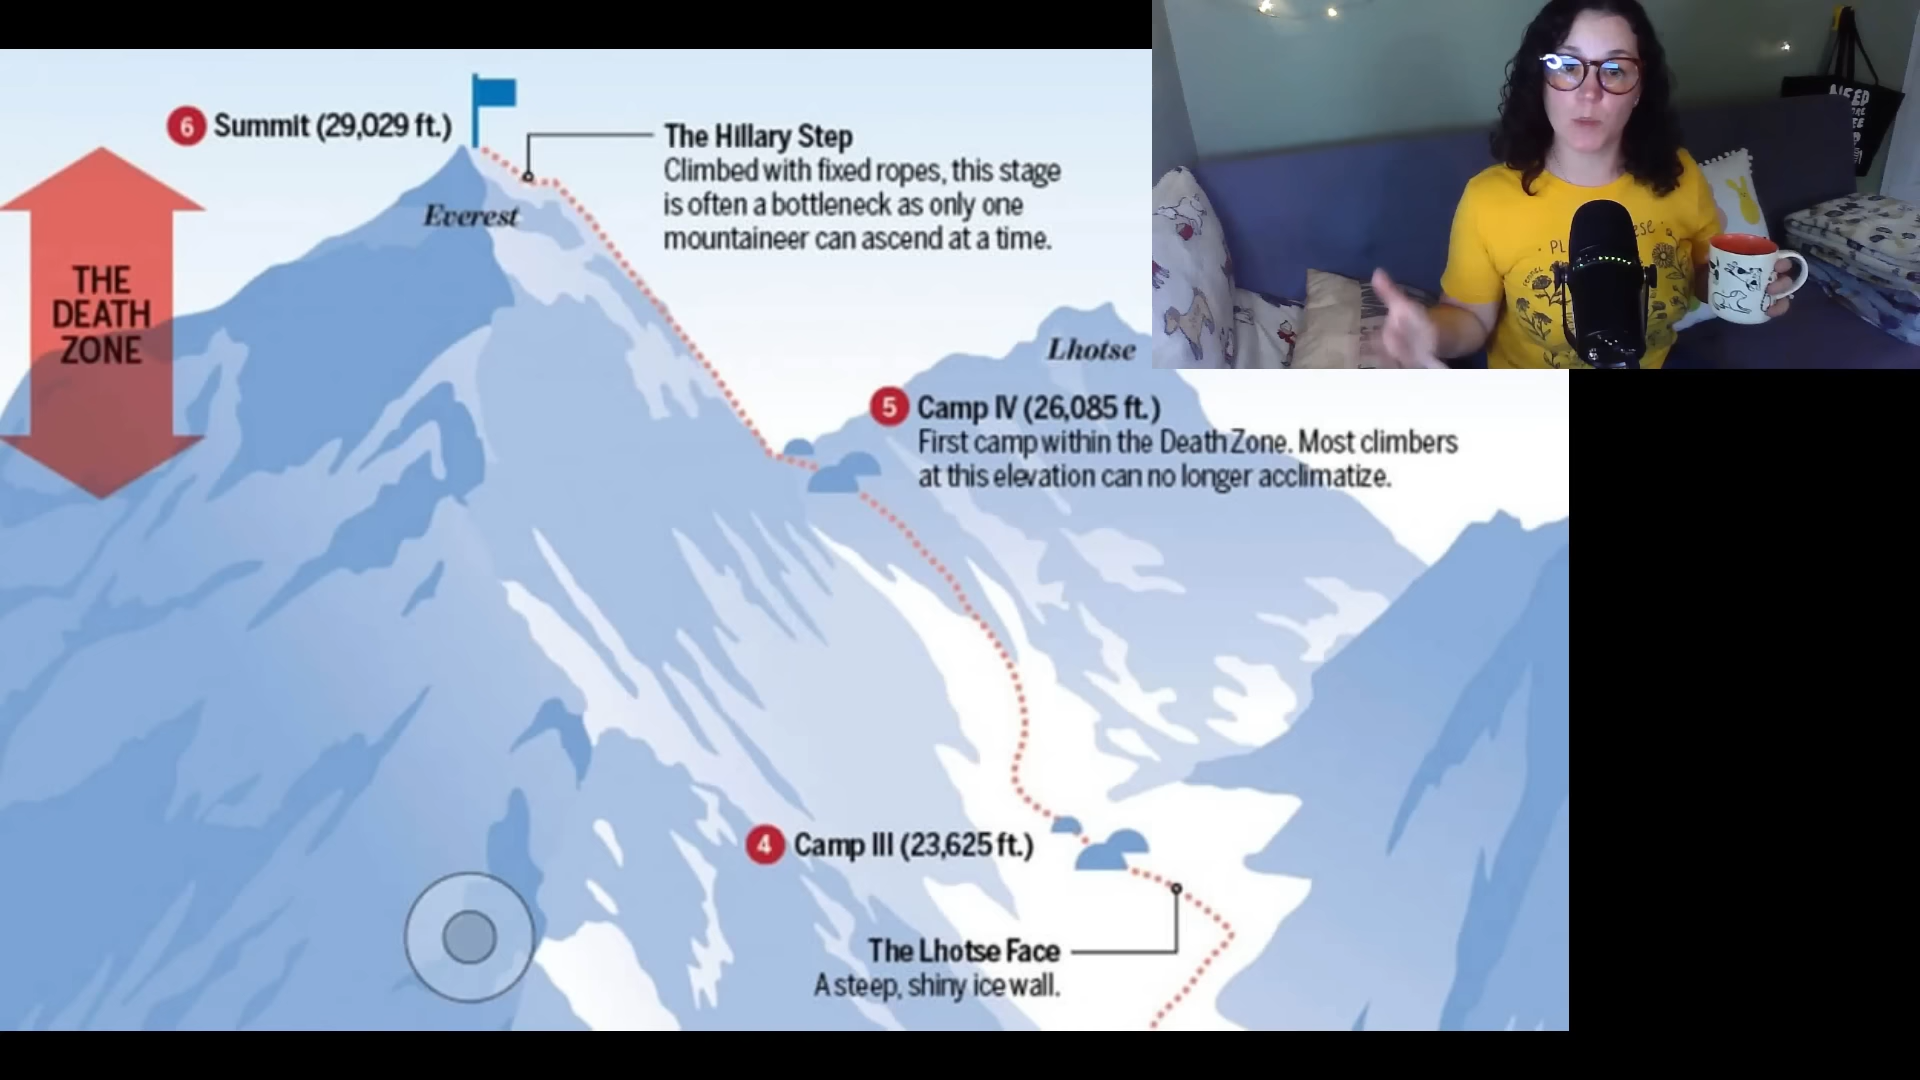 6 Summit (29,029 ft.)
The Hillary Step
Climbed with fixed ropes, this stage
is often a bottleneck as only one
mountaineer can ascend at a time.
Everest
THE
DEATH
ZONE
Lhotse
5 Camp IV (26,085 ft.)
First camp within the Death Zone. Most climbers
at this elevation can no longer acclimatize.
4 Camp III (23,625 ft.)
The Lhotse Face
A steep, shiny ice wall.